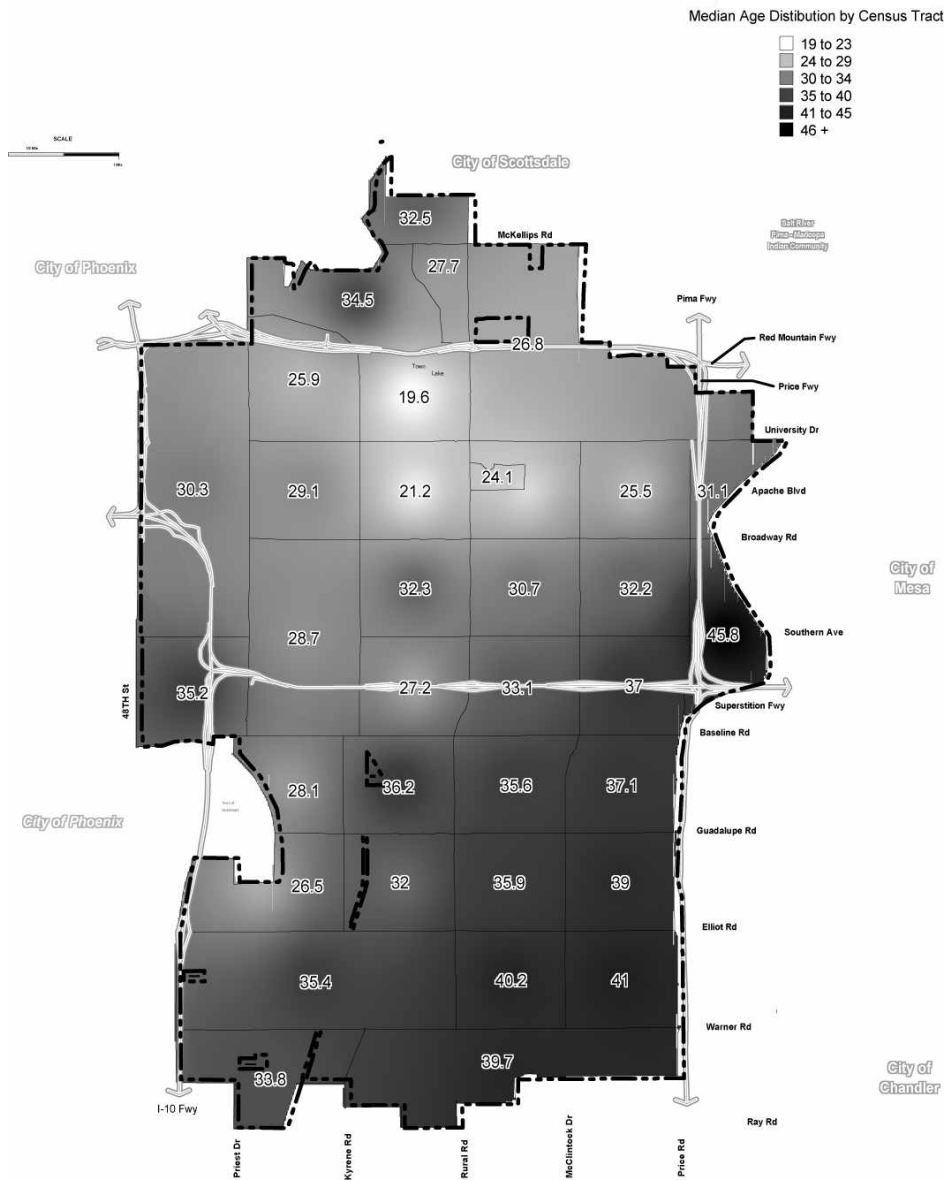 Median Age Distibution by Census Tract
19 to 23
24 to 29
30 to 34
35 to 40
41 to 45
46 +
SCALE
City of Scottsdale
32.5
McKellips Rd
Salt River
Pima - Maricopa
Indian Community
City of Phoenix
27.7
34.5
Pima Fwy
26.8
Red Mountain Fwy
25.9
Town
Lake
19.6
Price Fwy
University Dr
30.3
29.1
21.2
24.1
25.5
31.1
Apache Blvd
Broadway Rd
City of
Mesa
32.3
30.7
32.2
28.7
45.8
Southern Ave
48TH St
35.2
27.2
33.1
37
Superstition Fwy
Baseline Rd
28.1
36.2
35.6
37.1
City of Phoenix
Guadalupe Rd
26.5
32
35.9
39
Elliot Rd
35.4
40.2
41
Warner Rd
33.8
39.7
City of
Chandler
I-10 Fwy
Ray Rd
Priest Dr
Kyrene Rd
Rural Rd
McClintock Dr
Price Rd